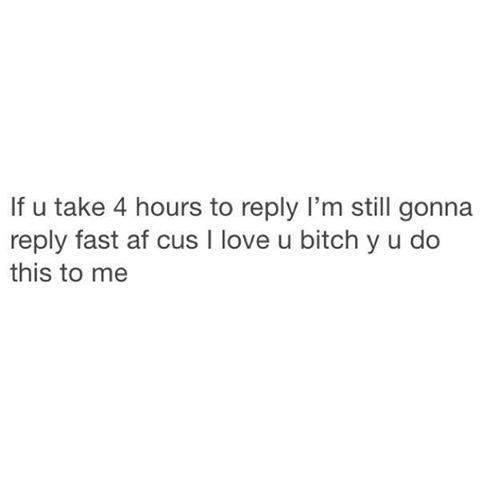 If u take 4 hours to reply I’m still gonna
reply fast af cus I love u bitch y u do
this to me